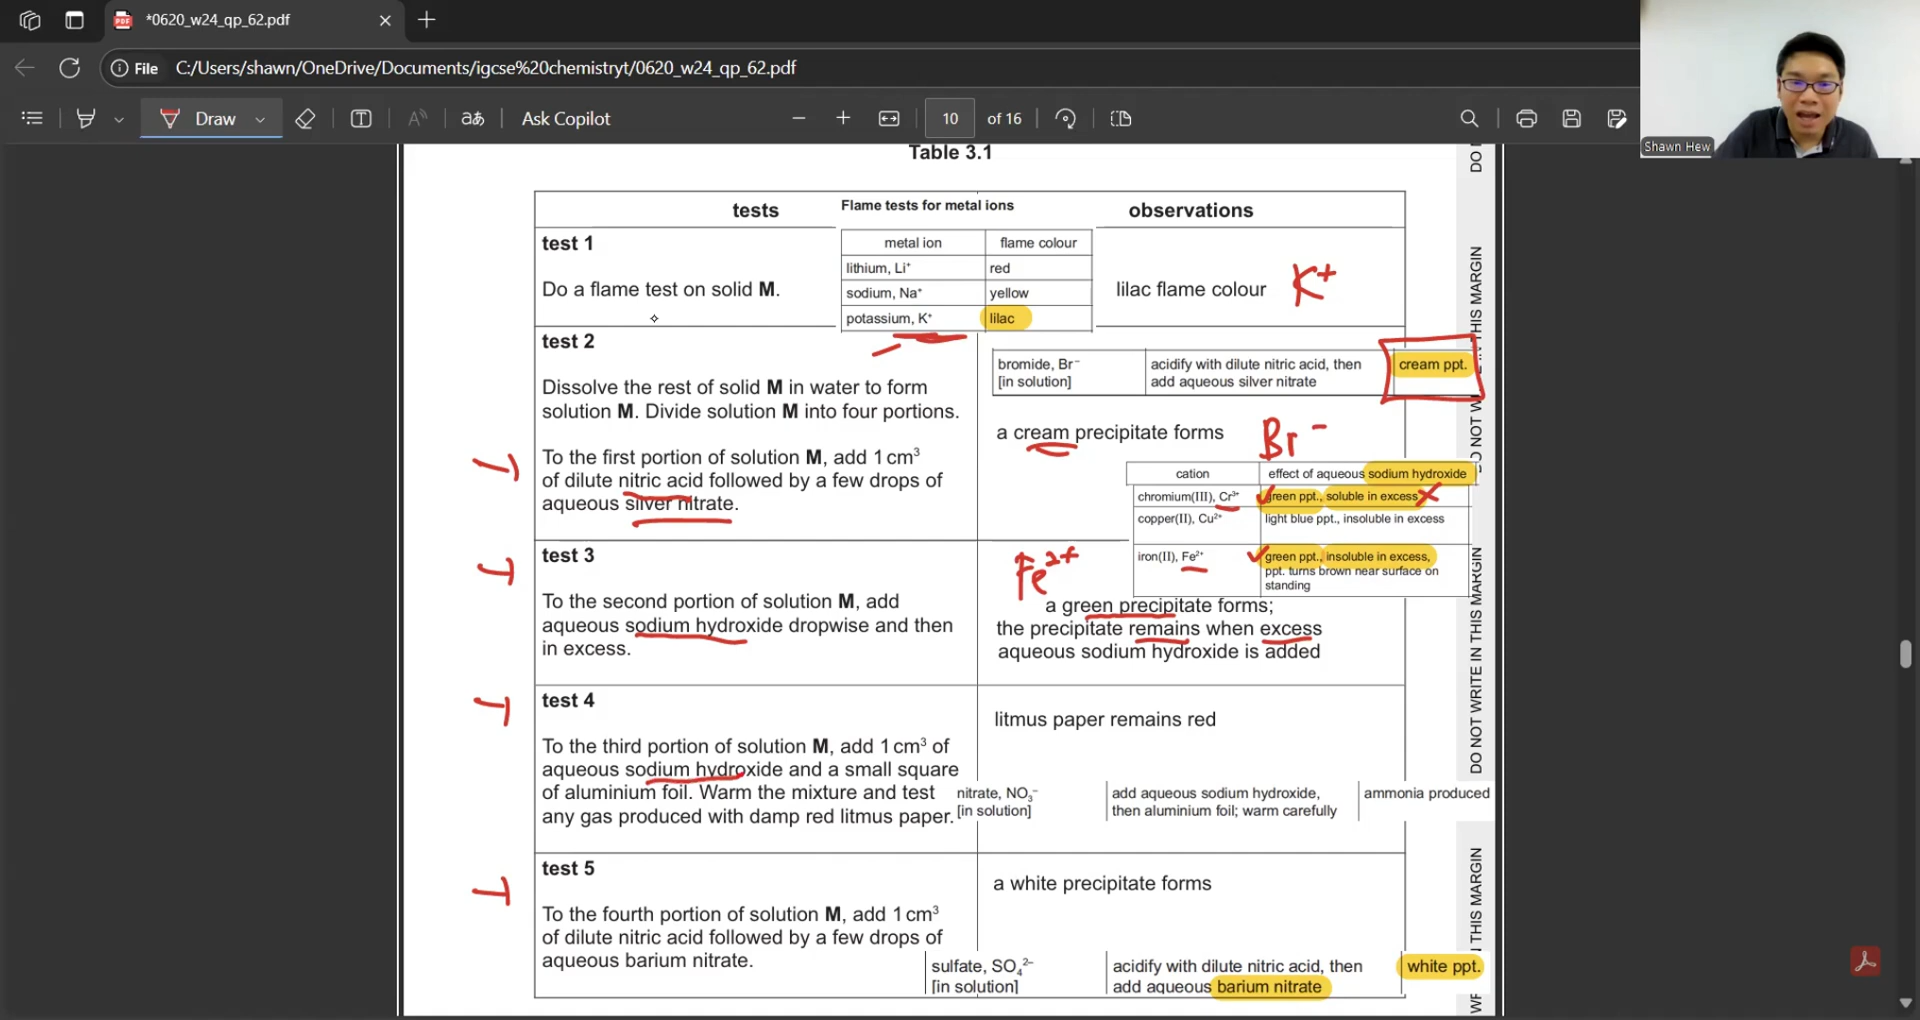 *0620_w24_qp_62.pdf
File C:/Users/shawn/OneDrive/Documents/igcse%20chemistryt/0620_w24_qp_62.pdf
Draw
aあ
Ask Copilot
10 of 16
Shawn Hew
Table 3.1
tests
Flame tests for metal ions
observations
metal ion flame colour
lithium, Li⁺ red
sodium, Na⁺ yellow
potassium, K⁺ lilac
test 1
Do a flame test on solid M.
lilac flame colour
K⁺
test 2
Dissolve the rest of solid M in water to form
solution M. Divide solution M into four portions.
To the first portion of solution M, add 1 cm³
of dilute nitric acid followed by a few drops of
aqueous silver nitrate.
bromide, Br⁻
[in solution]
acidify with dilute nitric acid, then
add aqueous silver nitrate
cream ppt.
a cream precipitate forms
Br⁻
cation effect of aqueous sodium hydroxide
chromium(III), Cr³⁺ green ppt., soluble in excess
copper(II), Cu²⁺ light blue ppt., insoluble in excess
iron(II), Fe²⁺ green ppt., insoluble in excess,
ppt. turns brown near surface on
standing
test 3
To the second portion of solution M, add
aqueous sodium hydroxide dropwise and then
in excess.
Fe²⁺
a green precipitate forms;
the precipitate remains when excess
aqueous sodium hydroxide is added
test 4
To the third portion of solution M, add 1 cm³ of
aqueous sodium hydroxide and a small square
of aluminium foil. Warm the mixture and test
any gas produced with damp red litmus paper.
litmus paper remains red
nitrate, NO₃⁻
[in solution]
add aqueous sodium hydroxide,
then aluminium foil; warm carefully
ammonia produced
test 5
To the fourth portion of solution M, add 1 cm³
of dilute nitric acid followed by a few drops of
aqueous barium nitrate.
a white precipitate forms
sulfate, SO₄²⁻
[in solution]
acidify with dilute nitric acid, then
add aqueous barium nitrate
white ppt.
DO
THIS MARGIN
DO NOT W
DO NOT WRITE IN THIS MARGIN
THIS MARGIN